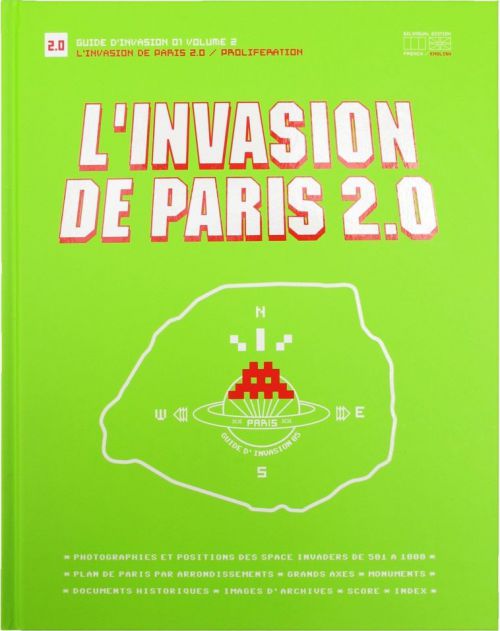 2.0
GUIDE D'INVASION 01 VOLUME 2
L'INVASION DE PARIS 2.0 / PROLIFERATION
BILINGUAL EDITION
FRENCH - ENGLISH
L'INVASION
DE PARIS 2.0
N
W E
PARIS
GUIDE D'INVASION 05
S
* PHOTOGRAPHIES ET POSITIONS DES SPACE INVADERS DE 501 A 1000 *
* PLAN DE PARIS PAR ARRONDISSEMENTS * GRANDS AXES * MONUMENTS *
* DOCUMENTS HISTORIQUES * IMAGES D'ARCHIVES * SCORE * INDEX *